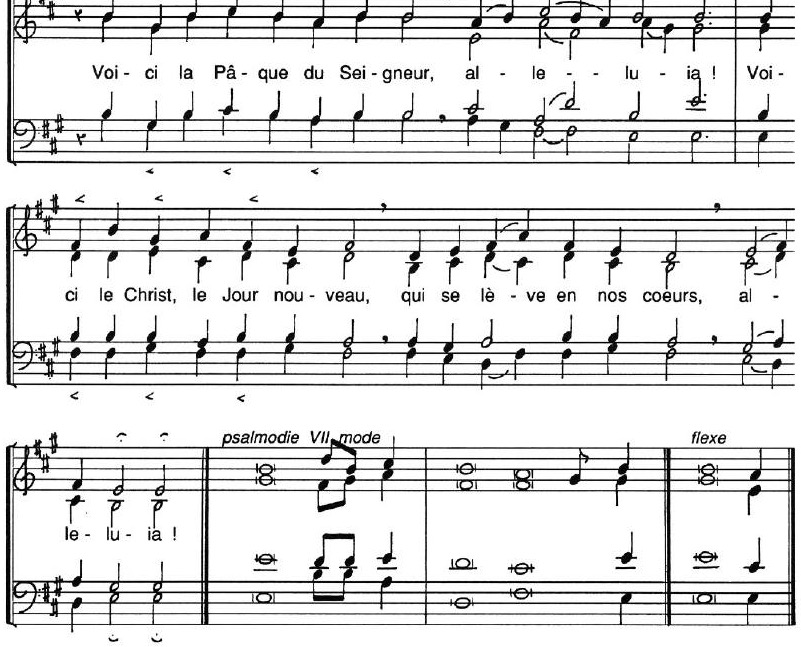 Voi - ci la Pâ - que du Sei - gneur, al - le - - lu - ia ! Voi -
ci le Christ, le Jour nou - veau, qui se lè - ve en nos coeurs, al -
psalmodie VII mode flexe
le - lu - ia !